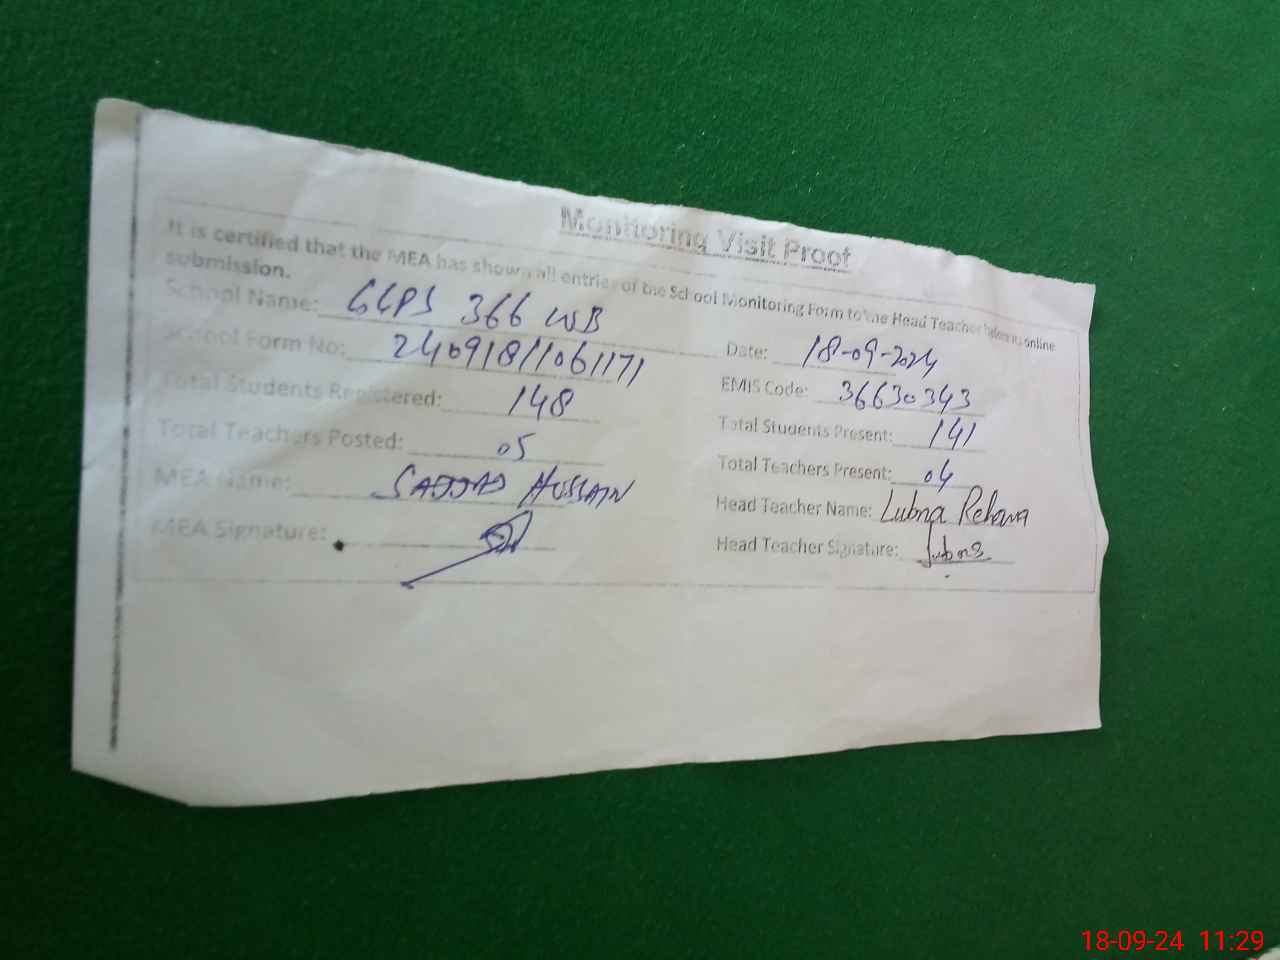 Monitoring Visit Proof
It is certified that the MEA has shown all entries of the School Monitoring Form to the Head Teacher before its online
submission.
School Name: GGPS 366 WB
Date: 18-09-2024
School Form No: 24091811061171
EMIS Code: 36630343
Total Students Registered: 148
Total Students Present: 141
Total Teachers Posted: 05
Total Teachers Present: 04
MEA Name: SAJJAD HUSSAIN
Head Teacher Name: Lubna Rehana
MEA Signature:
Head Teacher Signature: Lubna
18-09-24 11:29